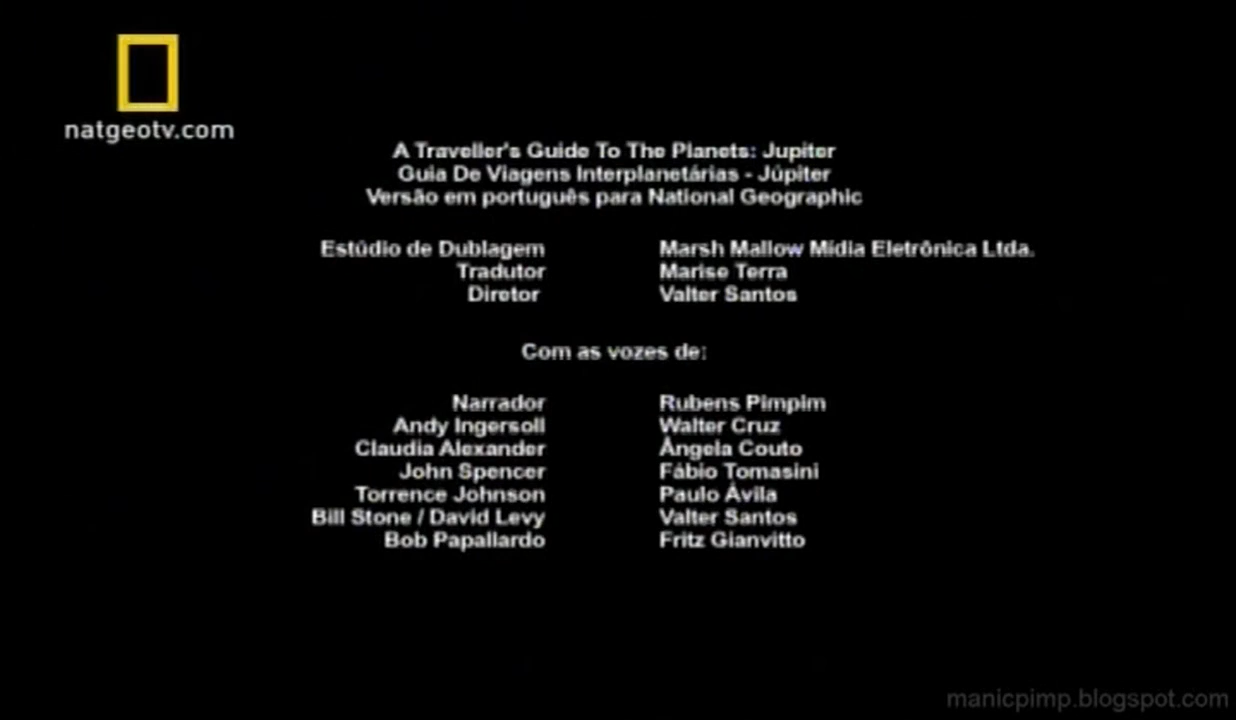 natgeotv.com
A Traveller's Guide To The Planets: Jupiter
Guia De Viagens Interplanetárias - Júpiter
Versão em português para National Geographic
Estúdio de Dublagem Marsh Mallow Mídia Eletrônica Ltda.
Tradutor Marise Terra
Diretor Valter Santos
Com as vozes de:
Narrador Rubens Pimpim
Andy Ingersoll Walter Cruz
Claudia Alexander Ângela Couto
John Spencer Fábio Tomasini
Torrence Johnson Paulo Ávila
Bill Stone / David Levy Valter Santos
Bob Papallardo Fritz Gianvitto
manicpimp.blogspot.com